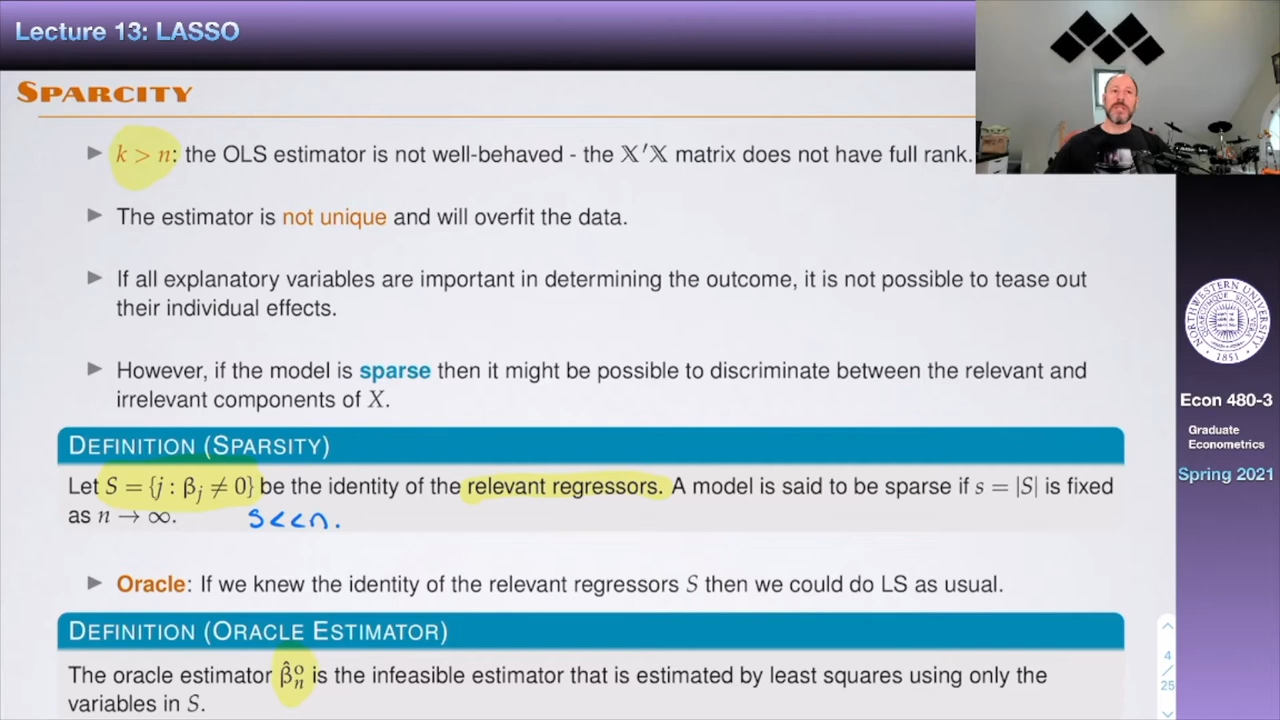 Lecture 13: LASSO
SPARCITY
▶ k > n: the OLS estimator is not well-behaved - the 𝕏′𝕏 matrix does not have full rank.
▶ The estimator is not unique and will overfit the data.
▶ If all explanatory variables are important in determining the outcome, it is not possible to tease out
their individual effects.
▶ However, if the model is sparse then it might be possible to discriminate between the relevant and
irrelevant components of X.
DEFINITION (SPARSITY)
Let S = {j : β_j ≠ 0} be the identity of the relevant regressors. A model is said to be sparse if s = |S| is fixed
as n → ∞.
s << n.
▶ Oracle: If we knew the identity of the relevant regressors S then we could do LS as usual.
DEFINITION (ORACLE ESTIMATOR)
The oracle estimator β̂ₙᵒ is the infeasible estimator that is estimated by least squares using only the
variables in S.
NORTHWESTERN UNIVERSITY
1851
Econ 480-3
Graduate
Econometrics
Spring 2021
4
/
25